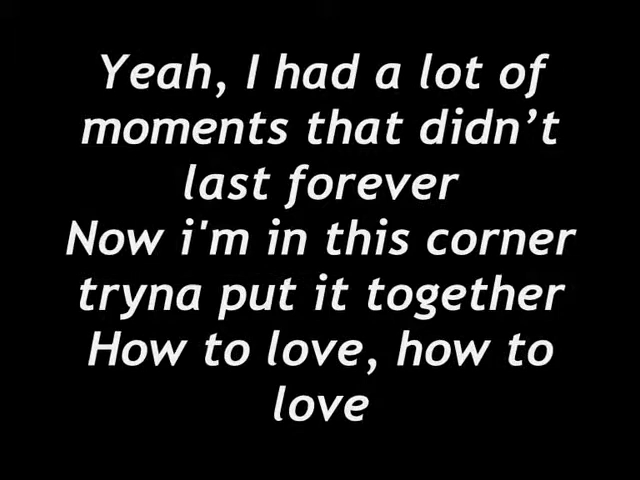 Yeah, I had a lot of
moments that didn’t
last forever
Now i'm in this corner
tryna put it together
How to love, how to
love